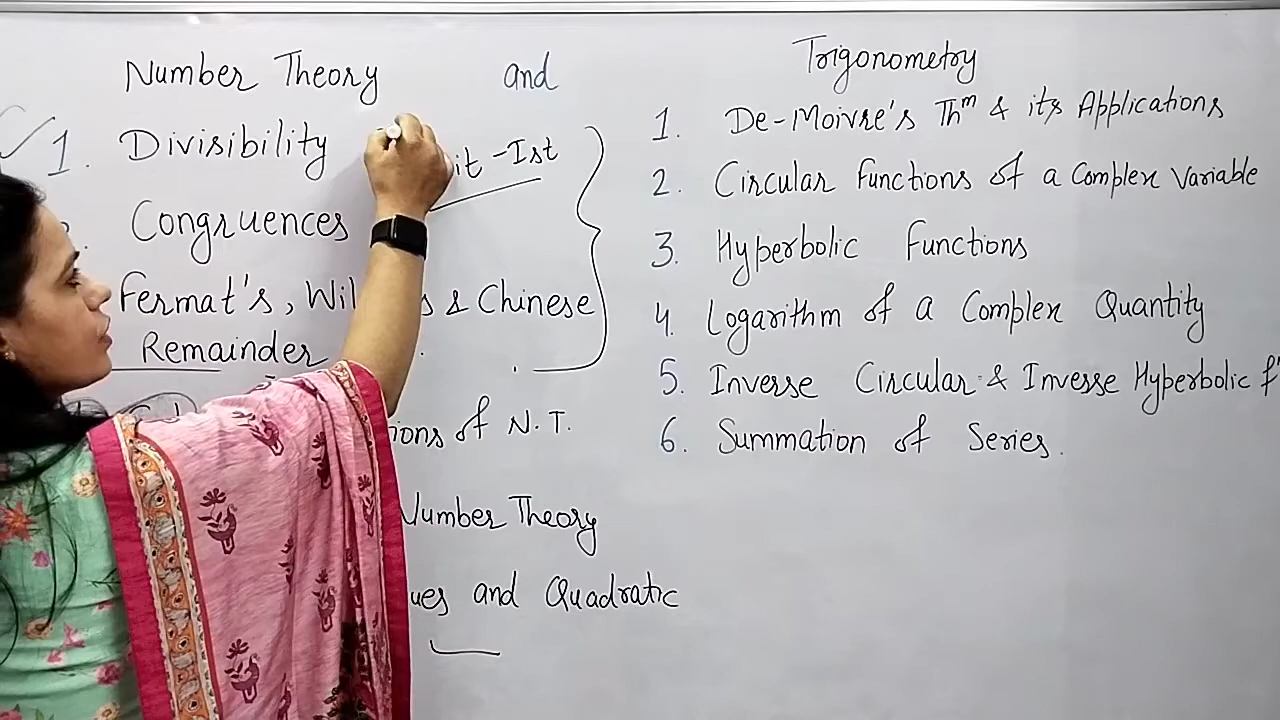 Number Theory and
1. Divisibility
it - Ist
Congruences
Fermat's, Wil s & Chinese
Remainder
ions of N.T.
Number Theory
ues and Quadratic
Trigonometry
1. De-Moivre's Thm & its Applications
2. Circular Functions of a Complex Variable
3. Hyperbolic Functions
4. Logarithm of a Complex Quantity
5. Inverse Circular & Inverse Hyperbolic fn
6. Summation of Series.